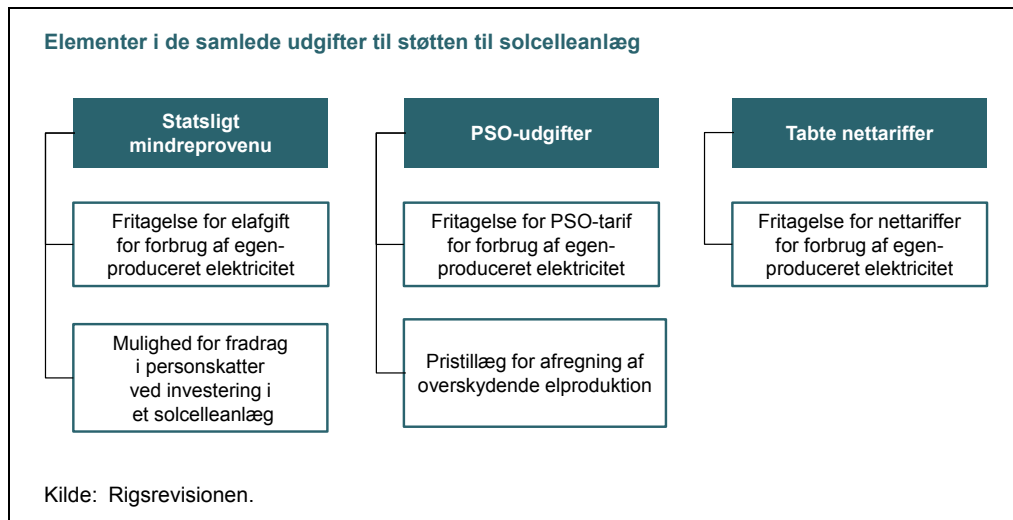 Elementer i de samlede udgifter til støtten til solcelleanlæg
Statsligt
mindreprovenu
Fritagelse for elafgift
for forbrug af egen-
produceret elektricitet
Mulighed for fradrag
i personskatter
ved investering i
et solcelleanlæg
PSO-udgifter
Fritagelse for PSO-tarif
for forbrug af egen-
produceret elektricitet
Pristillæg for afregning af
overskydende elproduktion
Tabte nettariffer
Fritagelse for nettariffer
for forbrug af egen-
produceret elektricitet
Kilde: Rigsrevisionen.